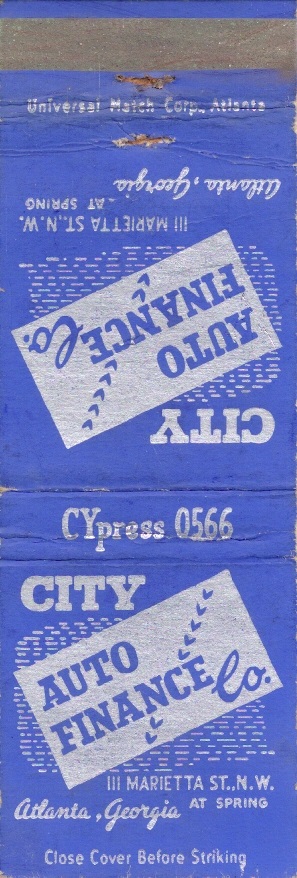 Universal Match Corp., Atlanta
CITY
AUTO
FINANCE Co.
111 MARIETTA ST., N.W.
AT SPRING
Atlanta, Georgia
CYpress 0566
CITY
AUTO
FINANCE Co.
111 MARIETTA ST., N.W.
AT SPRING
Atlanta, Georgia
Close Cover Before Striking